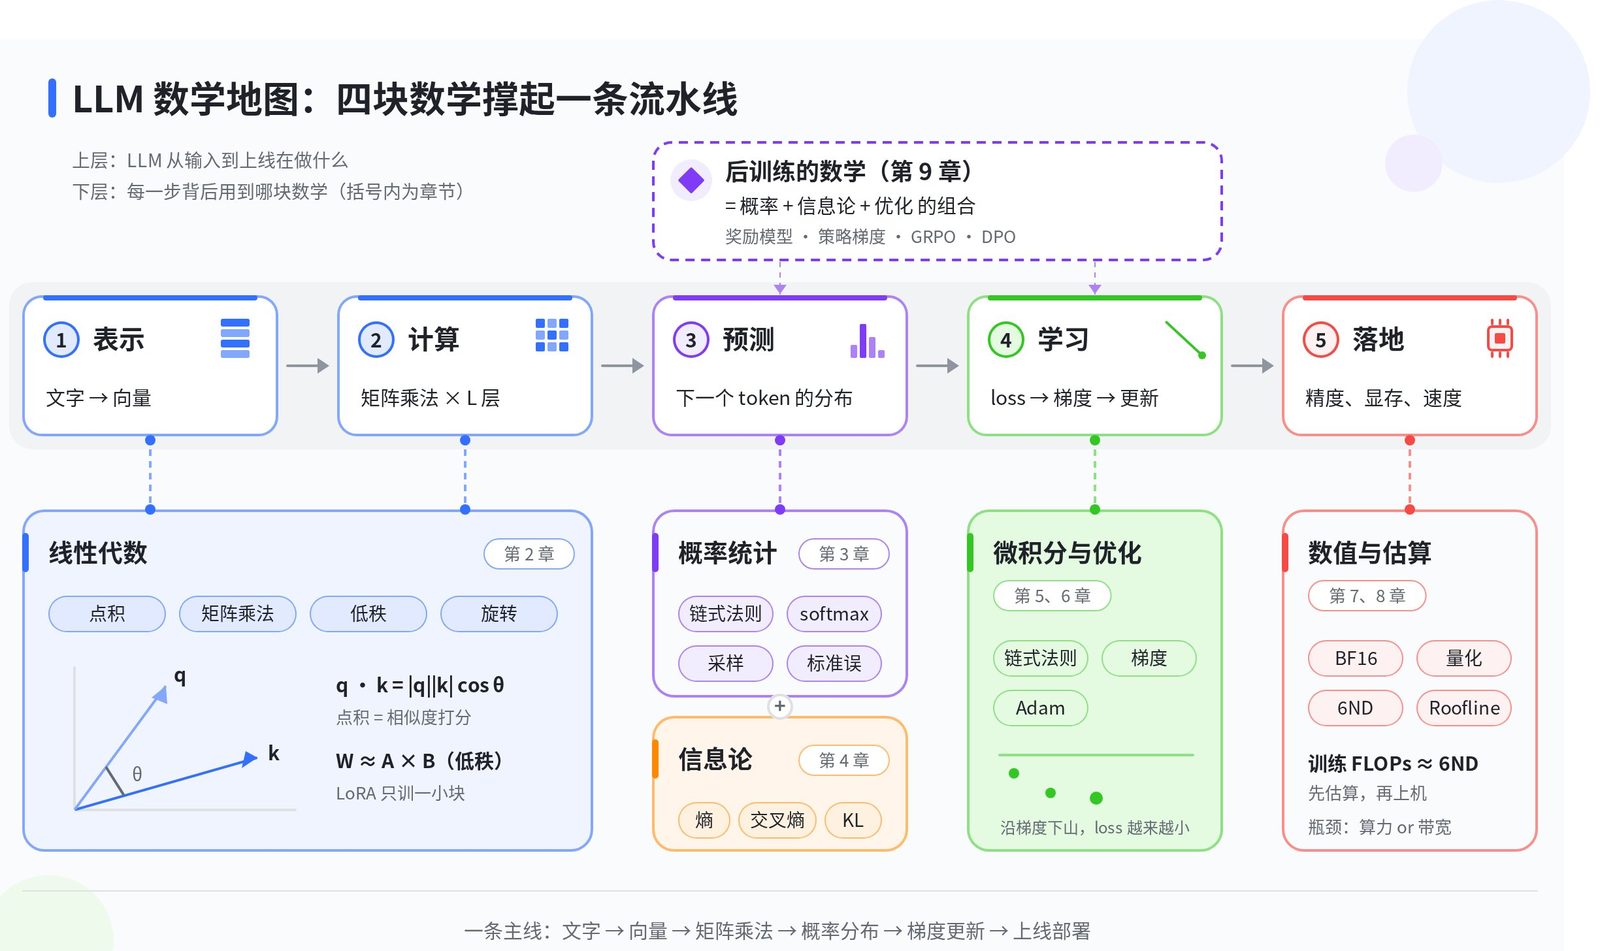 LLM 数学地图：四块数学撑起一条流水线
上层：LLM 从输入到上线在做什么
下层：每一步背后用到哪块数学（括号内为章节）
后训练的数学（第 9 章）
= 概率 + 信息论 + 优化 的组合
奖励模型 · 策略梯度 · GRPO · DPO
1 表示
文字 → 向量
2 计算
矩阵乘法 × L 层
3 预测
下一个 token 的分布
4 学习
loss → 梯度 → 更新
5 落地
精度、显存、速度
线性代数 第 2 章
点积 矩阵乘法 低秩 旋转
q
k
θ
q · k = |q||k| cos θ
点积 = 相似度打分
W ≈ A × B（低秩）
LoRA 只训一小块
概率统计 第 3 章
链式法则 softmax
采样 标准误
+
信息论 第 4 章
熵 交叉熵 KL
微积分与优化
第 5、6 章
链式法则 梯度
Adam
沿梯度下山，loss 越来越小
数值与估算
第 7、8 章
BF16 量化
6ND Roofline
训练 FLOPs ≈ 6ND
先估算，再上机
瓶颈：算力 or 带宽
一条主线：文字 → 向量 → 矩阵乘法 → 概率分布 → 梯度更新 → 上线部署